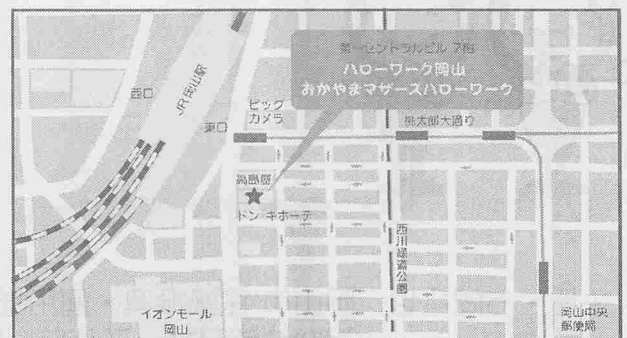 第一セントラルビル 7階
ハローワーク岡山
おかやまマザーズハローワーク
JR岡山駅
西口
東口
ビック
カメラ
桃太郎大通り
高島屋
ドン・キホーテ
西川緑道公園
イオンモール
岡山
岡山中央
郵便局